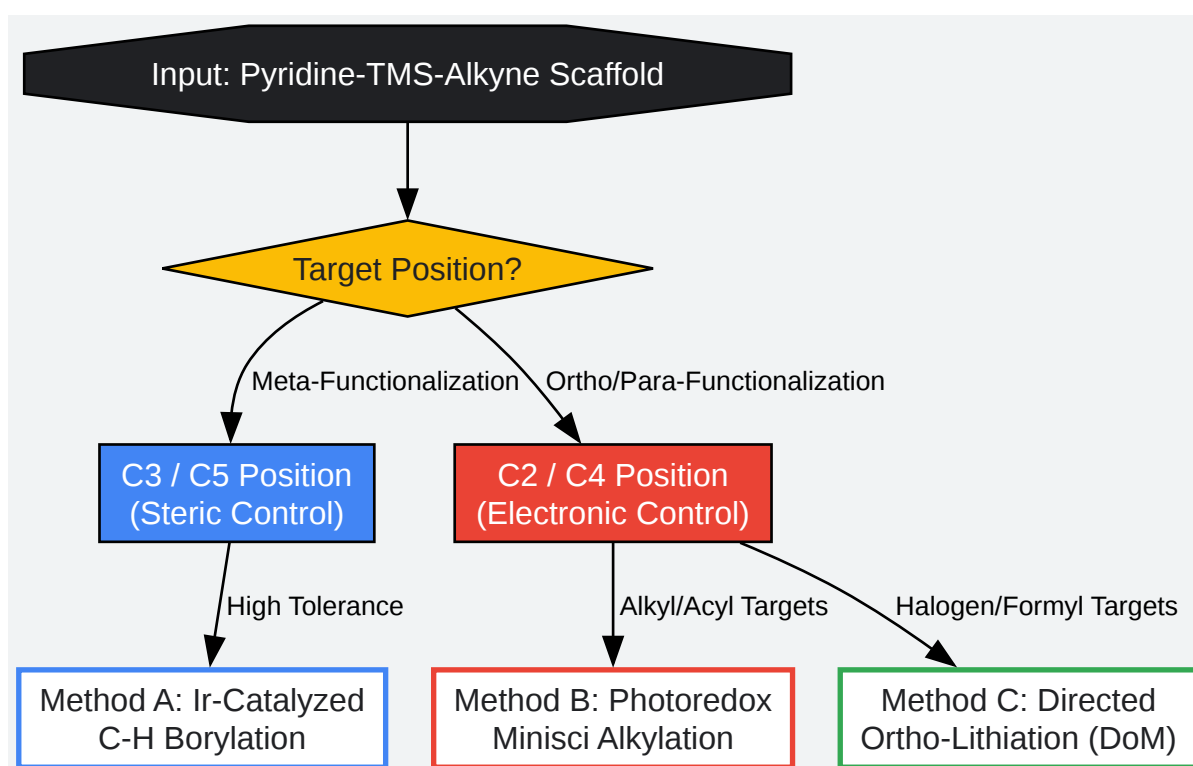 Input: Pyridine-TMS-Alkyne Scaffold
Target Position?
Meta-Functionalization
Ortho/Para-Functionalization
C3 / C5 Position
(Steric Control)
C2 / C4 Position
(Electronic Control)
High Tolerance
Alkyl/Acyl Targets
Halogen/Formyl Targets
Method A: Ir-Catalyzed
C-H Borylation
Method B: Photoredox
Minisci Alkylation
Method C: Directed
Ortho-Lithiation (DoM)